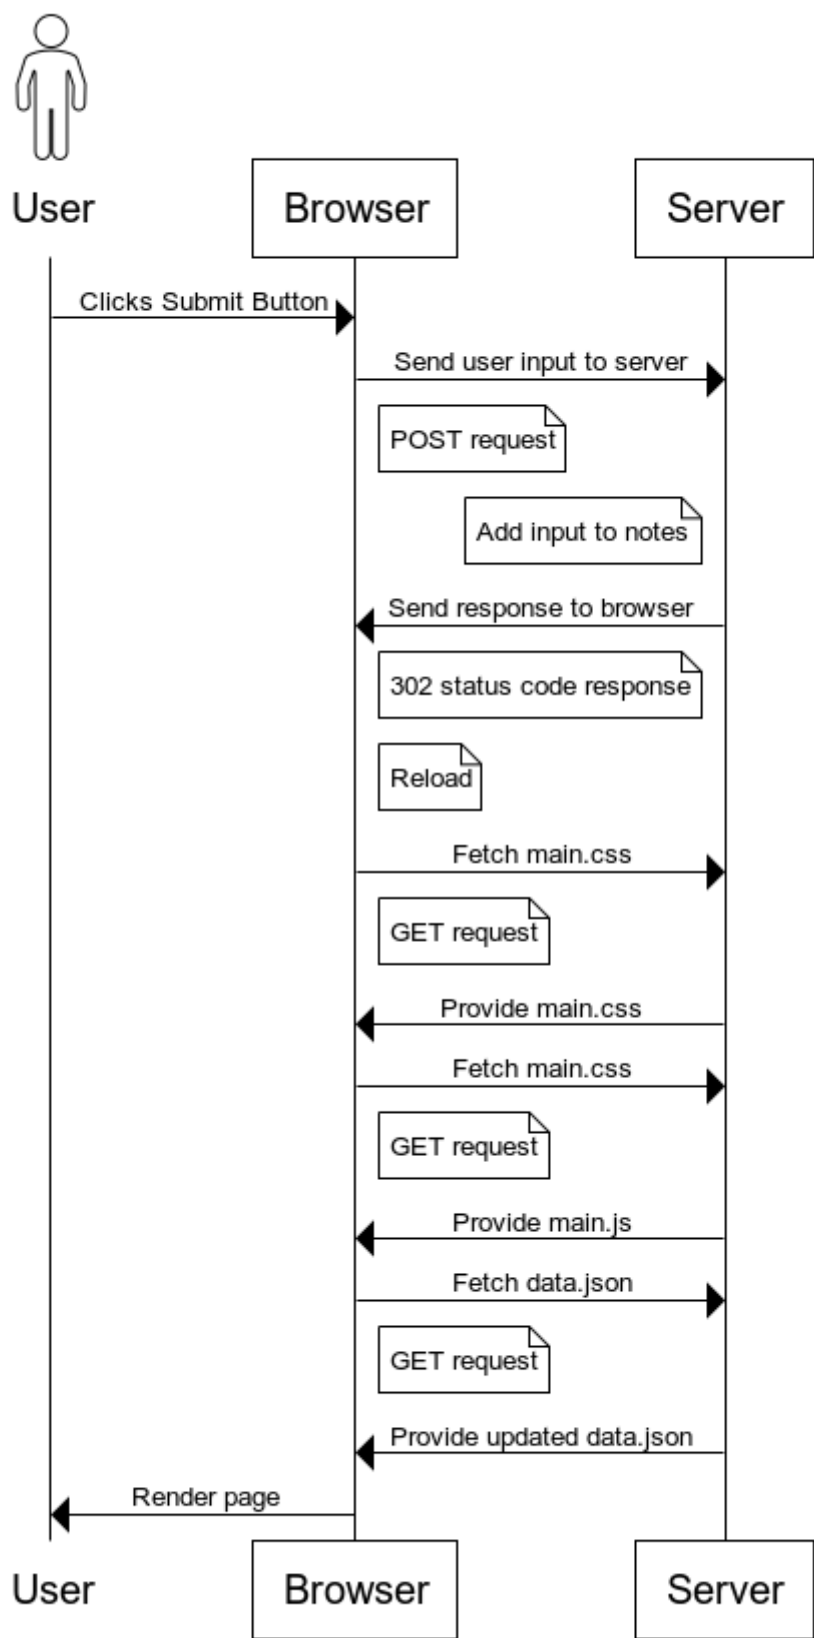 User
Browser
Server
Clicks Submit Button
Send user input to server
POST request
Add input to notes
Send response to browser
302 status code response
Reload
Fetch main.css
GET request
Provide main.css
Fetch main.css
GET request
Provide main.js
Fetch data.json
GET request
Provide updated data.json
Render page
User
Browser
Server